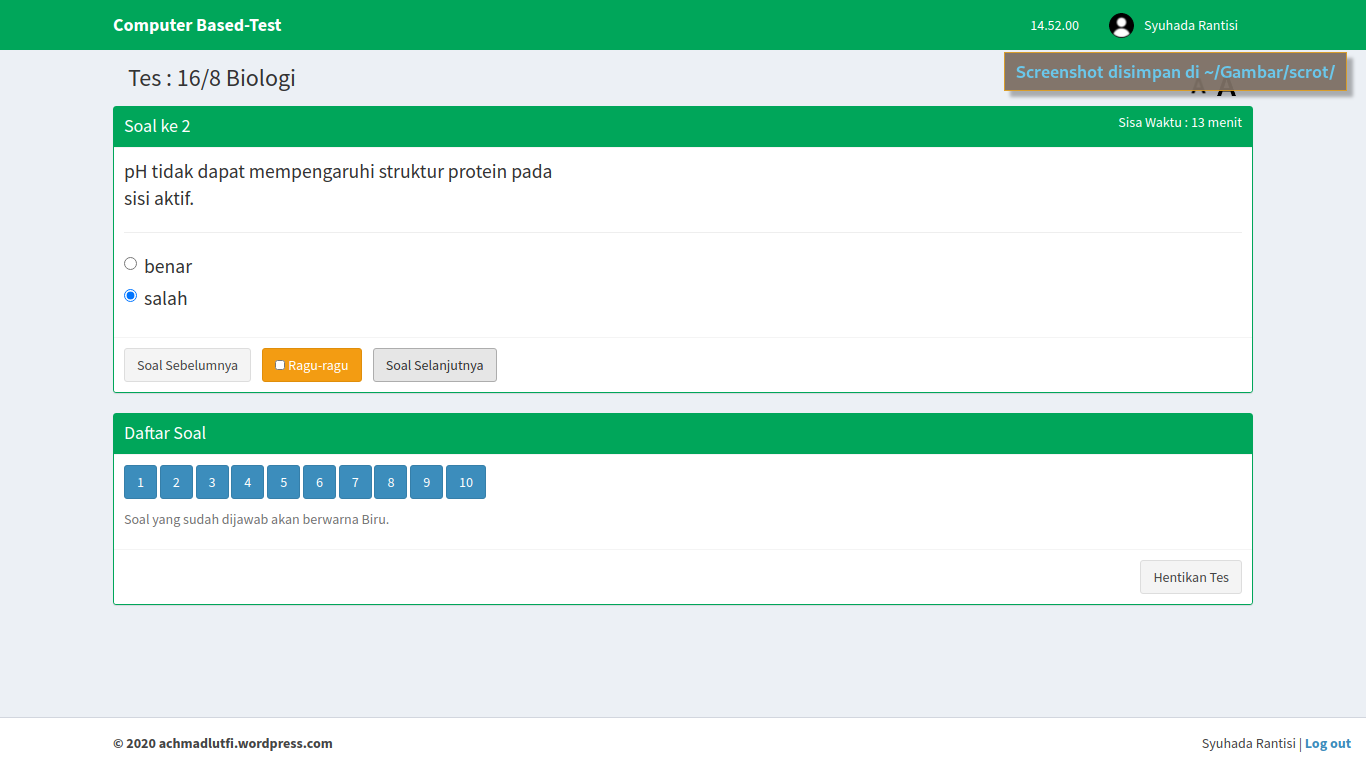 Computer Based-Test
14.52.00
Syuhada Rantisi
Tes : 16/8 Biologi
Screenshot disimpan di ~/Gambar/scrot/
A A
Soal ke 2
Sisa Waktu : 13 menit
pH tidak dapat mempengaruhi struktur protein pada
sisi aktif.
benar
salah
Soal Sebelumnya
Ragu-ragu
Soal Selanjutnya
Daftar Soal
1 2 3 4 5 6 7 8 9 10
Soal yang sudah dijawab akan berwarna Biru.
Hentikan Tes
© 2020 achmadlutfi.wordpress.com
Syuhada Rantisi | Log out